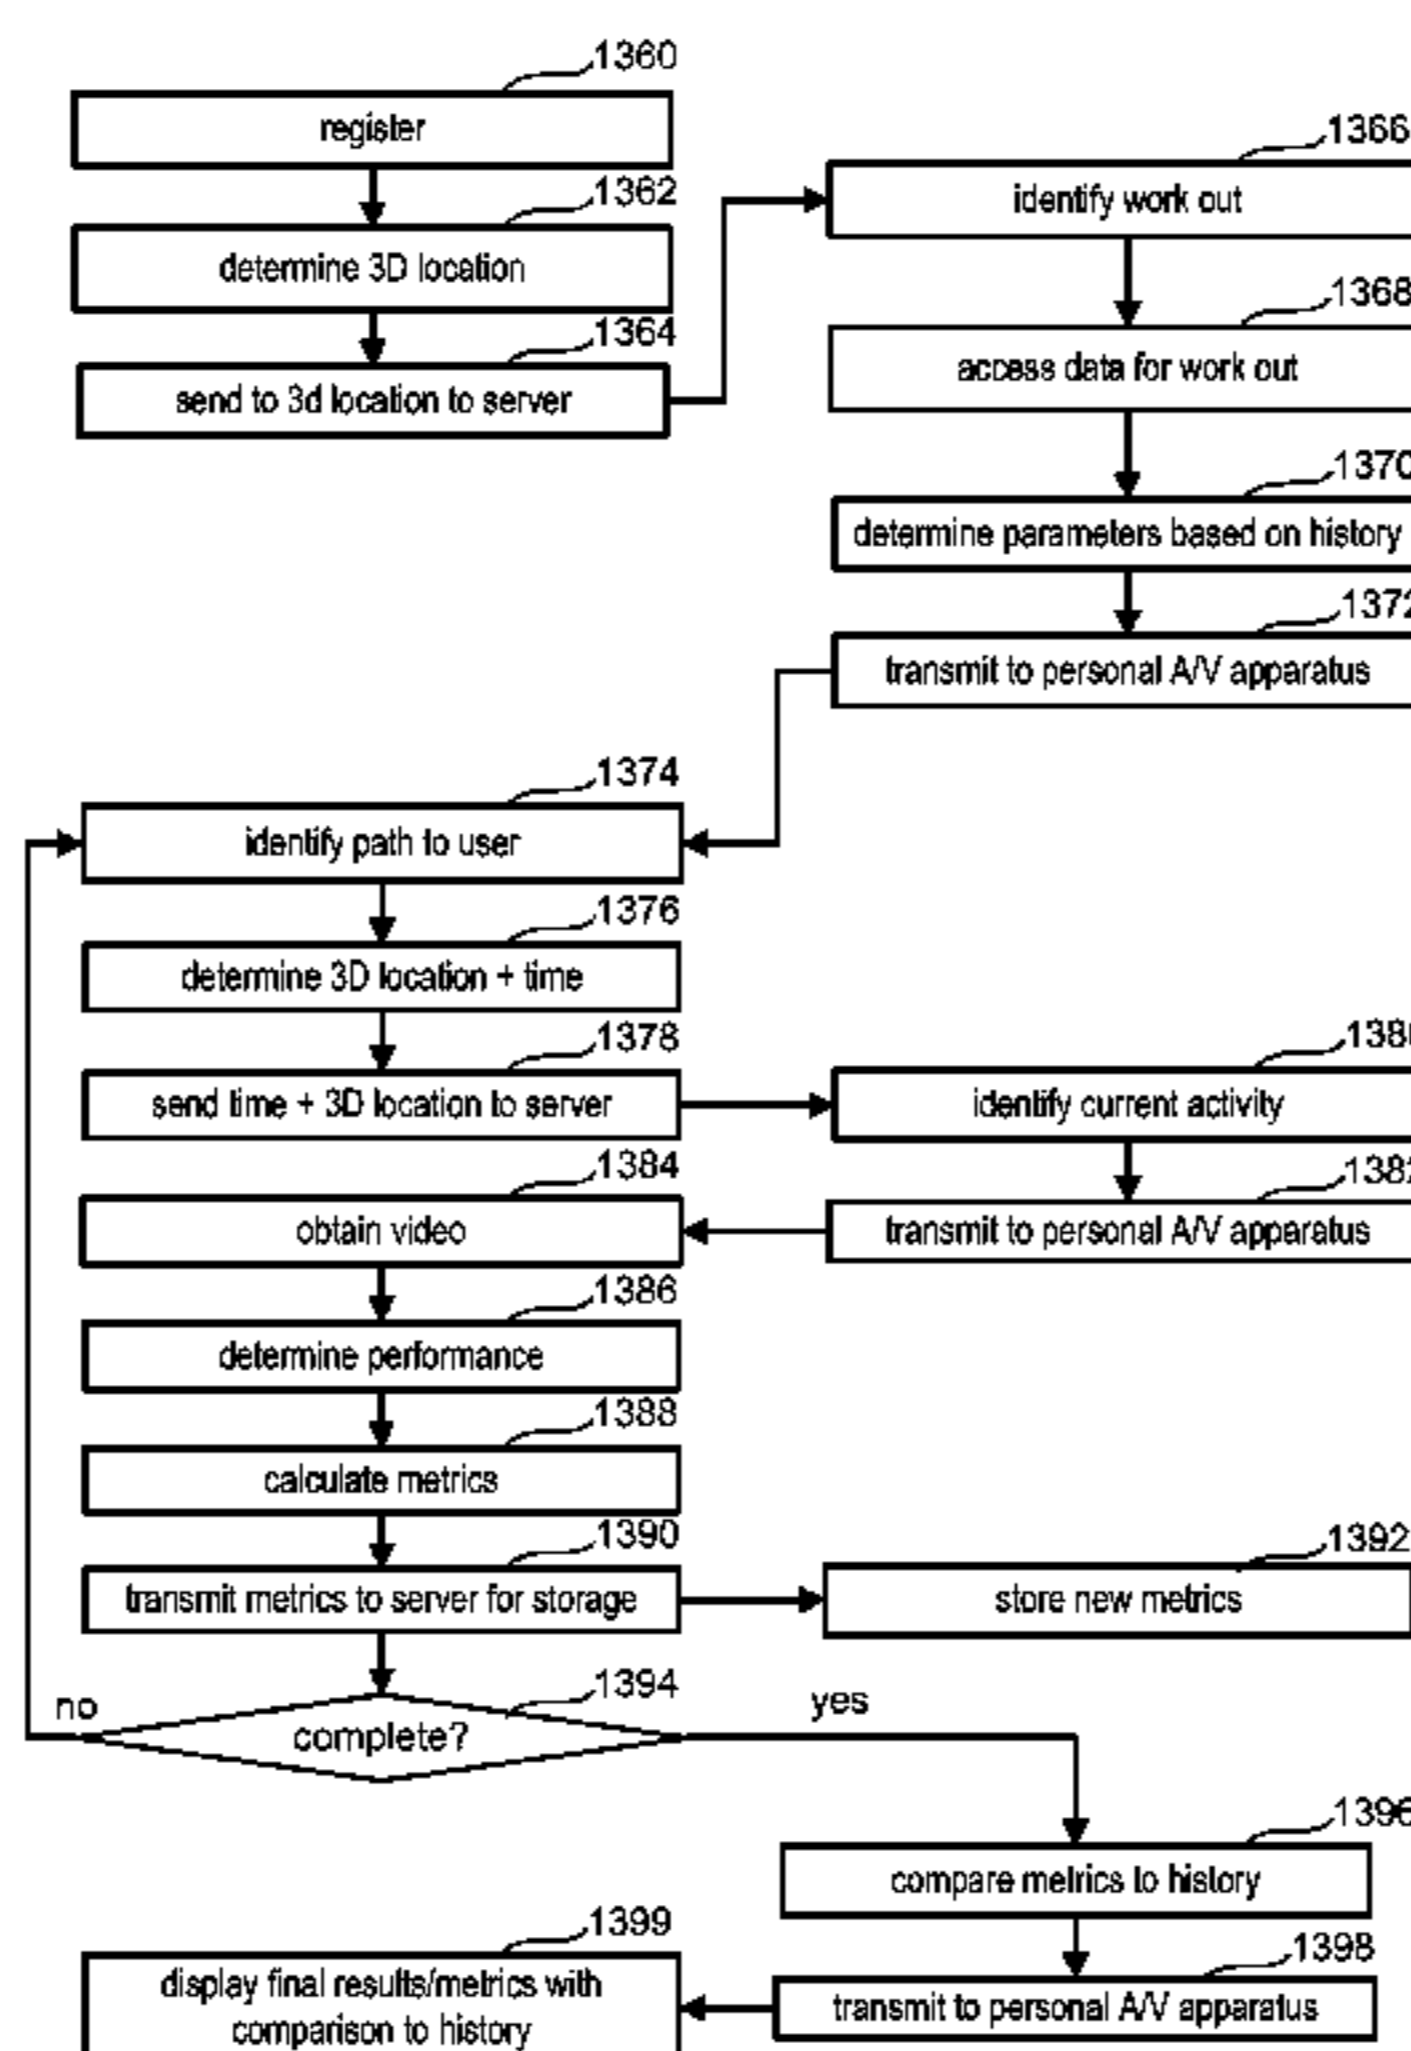 1360
register
1362
determine 3D location
1364
send to 3d location to server
1366
identify work out
1368
access data for work out
1370
determine parameters based on history
1372
transmit to personal A/V apparatus
1374
identify path to user
1376
determine 3D location + time
1378
send time + 3D location to server
1380
identify current activity
1382
transmit to personal A/V apparatus
1384
obtain video
1386
determine performance
1388
calculate metrics
1390
transmit metrics to server for storage
1392
store new metrics
1394
complete?
no
yes
1396
compare metrics to history
1398
transmit to personal A/V apparatus
1399
display final results/metrics with
comparison to history